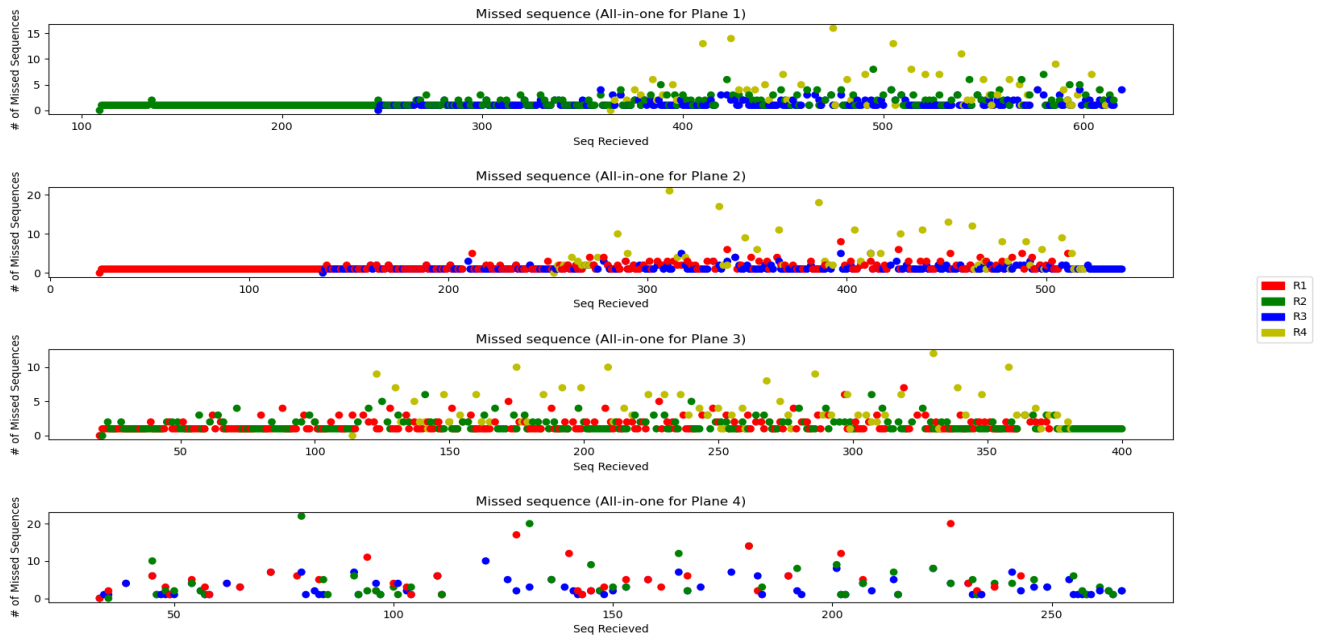 Missed sequence (All-in-one for Plane 1)
# of Missed Sequences
15
10
5
0
100 200 300 400 500 600
Seq Recieved
Missed sequence (All-in-one for Plane 2)
# of Missed Sequences
20
10
0
0 100 200 300 400 500
Seq Recieved
R1
R2
R3
R4
Missed sequence (All-in-one for Plane 3)
# of Missed Sequences
10
5
0
50 100 150 200 250 300 350 400
Seq Recieved
Missed sequence (All-in-one for Plane 4)
# of Missed Sequences
20
10
0
50 100 150 200 250
Seq Recieved